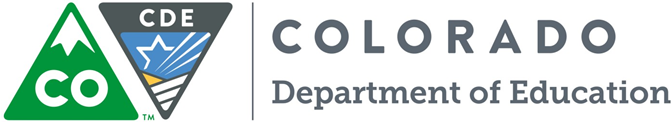 CO
TM
CDE
COLORADO
Department of Education